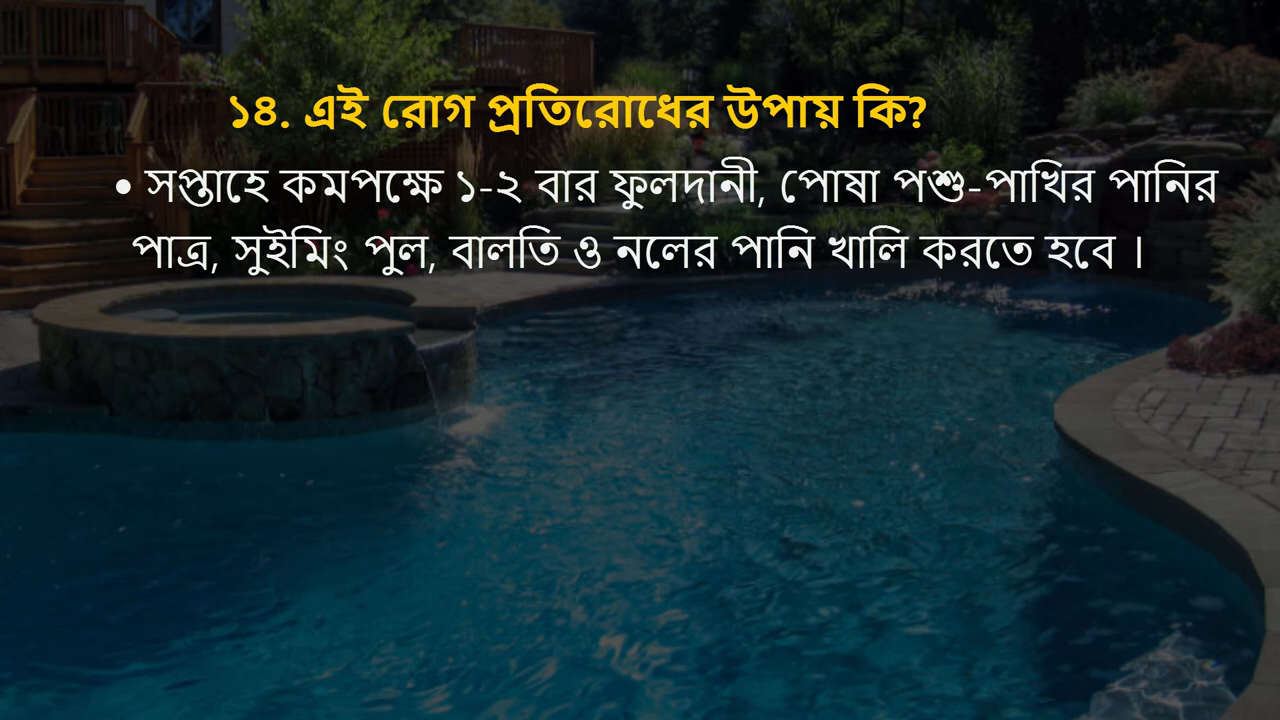 ১৪. এই রোগ প্রতিরোধের উপায় কি?
• সপ্তাহে কমপক্ষে ১-২ বার ফুলদানী, পোষা পশু-পাখির পানির
পাত্র, সুইমিং পুল, বালতি ও নলের পানি খালি করতে হবে ।